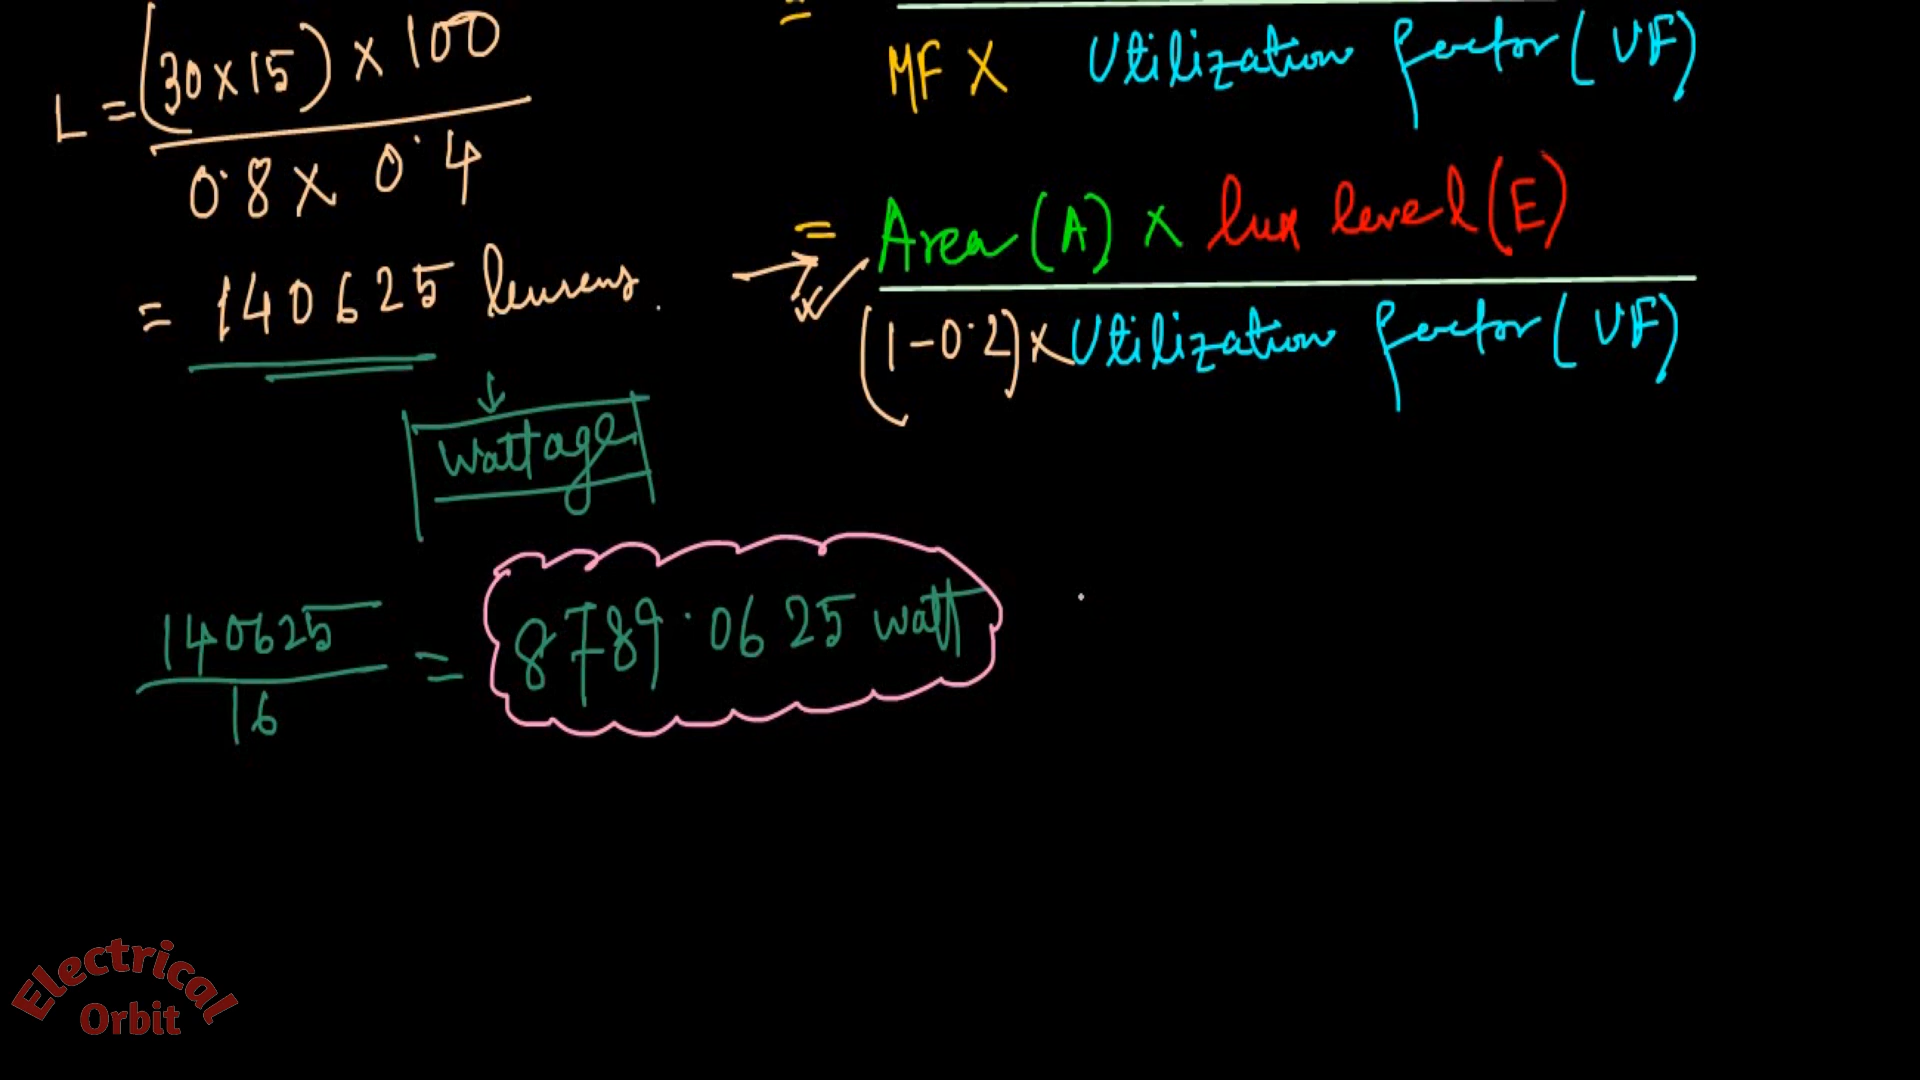 L = (30 x 15) x 100
0.8 x 0.4
= 140625 lumens.
Wattage
140625
16
= 8789.0625 watt
=
MF X Utilization factor (UF)
= Area (A) x lux level (E)
(1-0.2) x Utilization factor (UF)
Electrical
Orbit